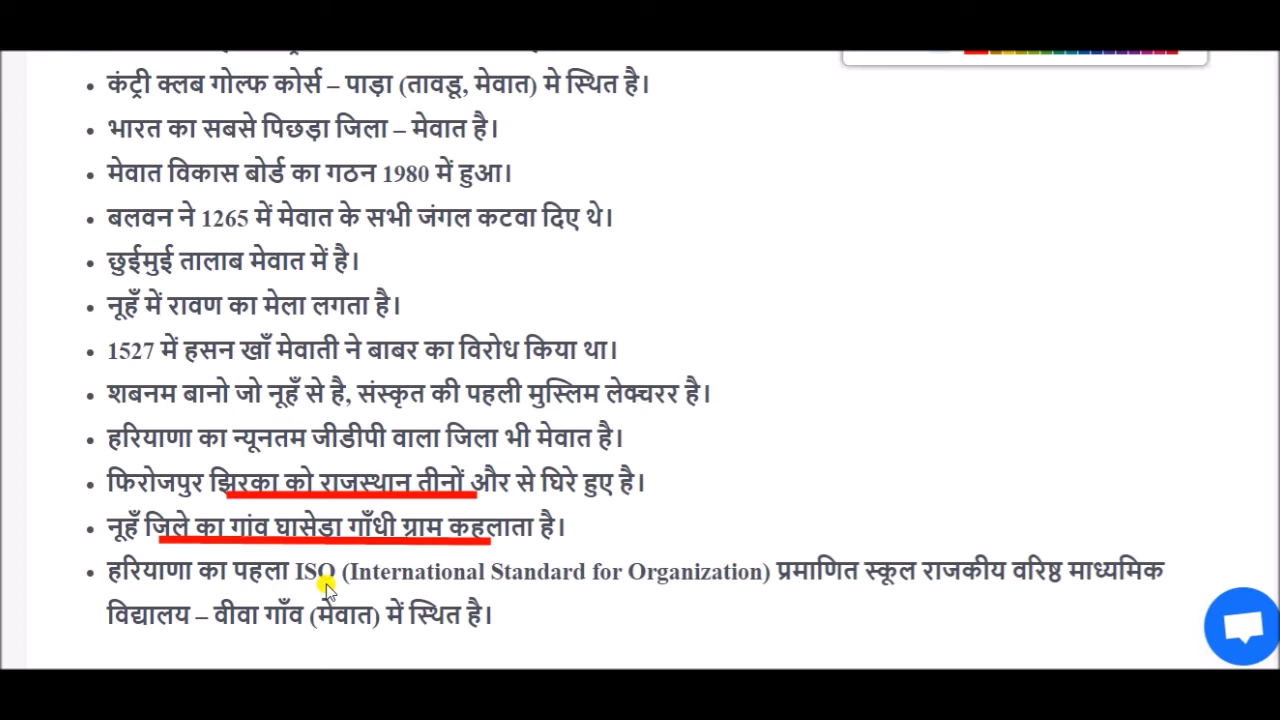 • कंट्री क्लब गोल्फ कोर्स – पाड़ा (तावडू, मेवात) मे स्थित है।
• भारत का सबसे पिछड़ा जिला – मेवात है।
• मेवात विकास बोर्ड का गठन 1980 में हुआ।
• बलवन ने 1265 में मेवात के सभी जंगल कटवा दिए थे।
• छुईमुई तालाब मेवात में है।
• नूहँ में रावण का मेला लगता है।
• 1527 में हसन खाँ मेवाती ने बाबर का विरोध किया था।
• शबनम बानो जो नूहँ से है, संस्कृत की पहली मुस्लिम लेक्चरर है।
• हरियाणा का न्यूनतम जीडीपी वाला जिला भी मेवात है।
• फिरोजपुर झिरका को राजस्थान तीनों और से घिरे हुए है।
• नूहँ जिले का गांव घासेडा गाँधी ग्राम कहलाता है।
• हरियाणा का पहला ISO (International Standard for Organization) प्रमाणित स्कूल राजकीय वरिष्ठ माध्यमिक
विद्यालय – वीवा गाँव (मेवात) में स्थित है।